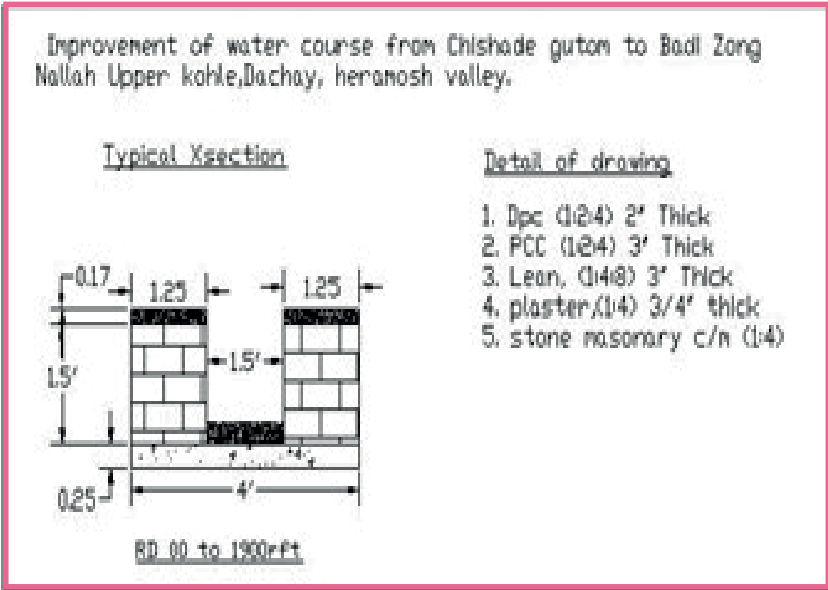 Improvement of water course from Chishade gutom to Badi Zong
Nallah Upper kohle,Dachay, heramosh valley.
Typical Xsection
Detail of drawing
1. Dpc (1:2:4) 2" Thick
2. PCC (1:2:4) 3" Thick
3. Lean, (1:4:8) 3" Thick
4. plaster,(1:4) 3/4" thick
5. stone masonary c/m (1:4)
0.17
1.25
1.25
1.5'
1.5'
0.25
4'
RD 00 to 1900rft